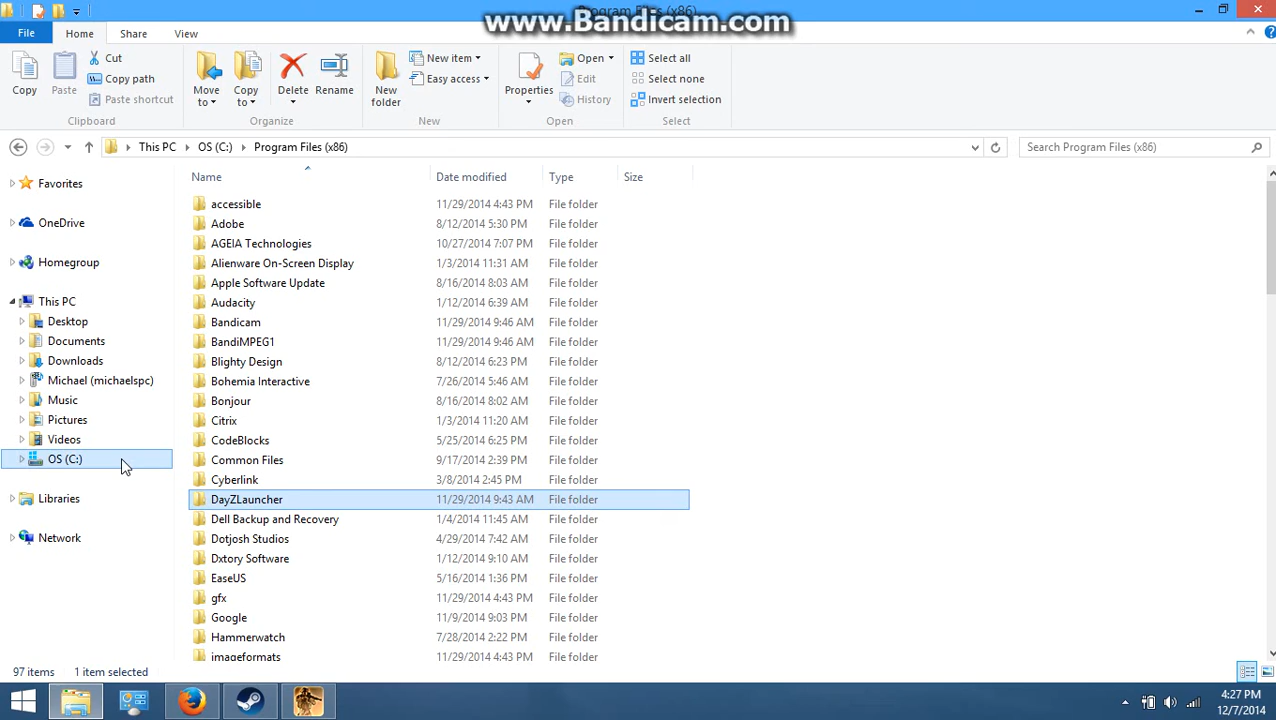 Program Files (x86)
www.Bandicam.com
File Home Share View
Copy
Paste
Cut
Copy path
Paste shortcut
Clipboard
Move to
Copy to
Delete
Rename
Organize
New folder
New item
Easy access
New
Properties
Open
Edit
History
Open
Select all
Select none
Invert selection
Select
This PC OS (C:) Program Files (x86)
Search Program Files (x86)
Favorites
OneDrive
Homegroup
This PC
Desktop
Documents
Downloads
Michael (michaelspc)
Music
Pictures
Videos
OS (C:)
Libraries
Network
Name Date modified Type Size
accessible 11/29/2014 4:43 PM File folder
Adobe 8/12/2014 5:30 PM File folder
AGEIA Technologies 10/27/2014 7:07 PM File folder
Alienware On-Screen Display 1/3/2014 11:31 AM File folder
Apple Software Update 8/16/2014 8:03 AM File folder
Audacity 1/12/2014 6:39 AM File folder
Bandicam 11/29/2014 9:46 AM File folder
BandiMPEG1 11/29/2014 9:46 AM File folder
Blighty Design 8/12/2014 6:23 PM File folder
Bohemia Interactive 7/26/2014 5:46 AM File folder
Bonjour 8/16/2014 8:02 AM File folder
Citrix 1/3/2014 11:20 AM File folder
CodeBlocks 5/25/2014 6:25 PM File folder
Common Files 9/17/2014 2:39 PM File folder
Cyberlink 3/8/2014 2:45 PM File folder
DayZLauncher 11/29/2014 9:43 AM File folder
Dell Backup and Recovery 1/4/2014 11:45 AM File folder
Dotjosh Studios 4/29/2014 7:42 AM File folder
Dxtory Software 1/12/2014 9:10 AM File folder
EaseUS 5/16/2014 1:36 PM File folder
gfx 11/29/2014 4:43 PM File folder
Google 11/9/2014 9:03 PM File folder
Hammerwatch 7/28/2014 2:22 PM File folder
imageformats 11/29/2014 4:43 PM File folder
97 items 1 item selected
4:27 PM
12/7/2014